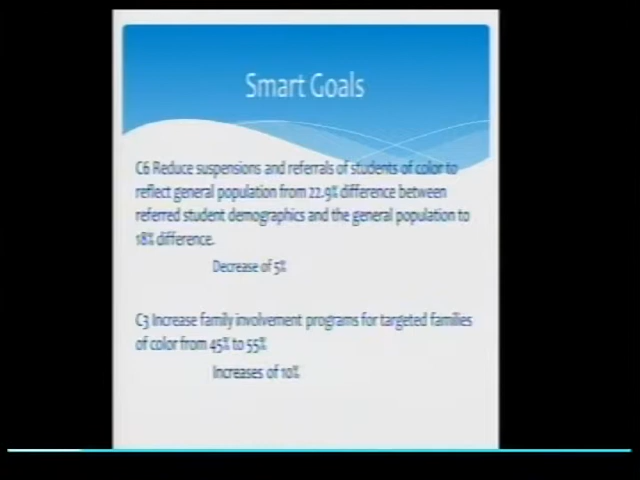 Smart Goals
C6 Reduce suspensions and referrals of students of color to
reflect general population from 22.9% difference between
referred student demographics and the general population to
18% difference.
Decrease of 5%
C3 Increase family involvement programs for targeted families
of color from 45% to 55%
Increases of 10%